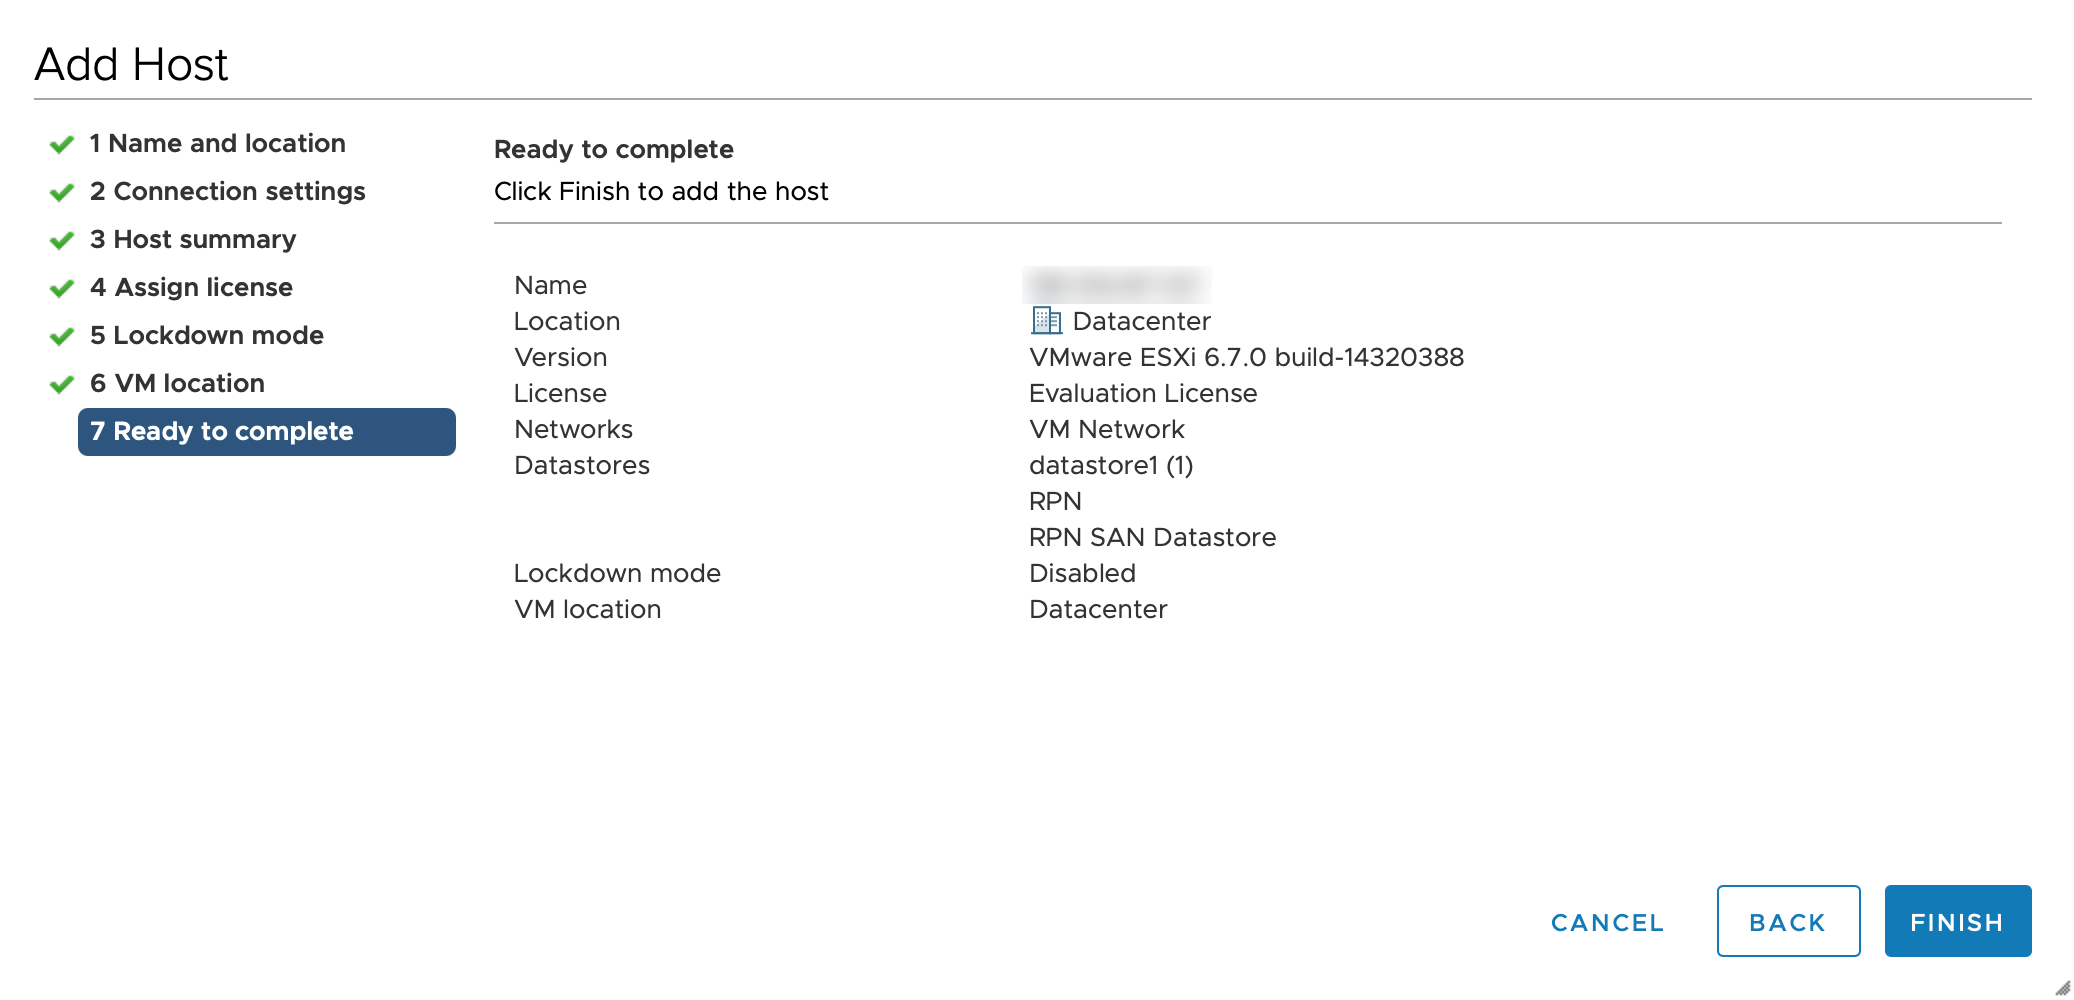 Add Host
1 Name and location
2 Connection settings
3 Host summary
4 Assign license
5 Lockdown mode
6 VM location
7 Ready to complete
Ready to complete
Click Finish to add the host
Name
Location Datacenter
Version VMware ESXi 6.7.0 build-14320388
License Evaluation License
Networks VM Network
Datastores datastore1 (1)
RPN
RPN SAN Datastore
Lockdown mode Disabled
VM location Datacenter
CANCEL BACK FINISH